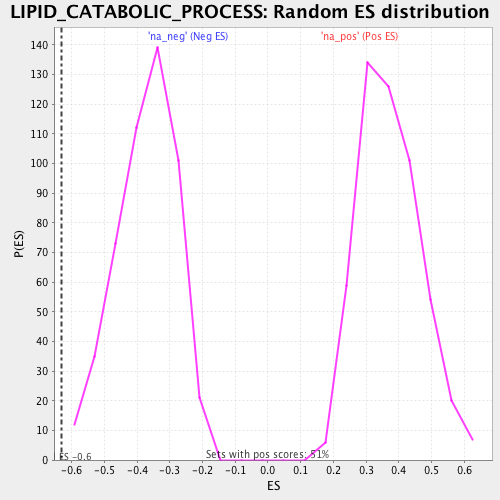 LIPID_CATABOLIC_PROCESS: Random ES distribution
'na_neg' (Neg ES)
'na_pos' (Pos ES)
140
130
120
110
100
90
80
70
60
50
40
30
20
10
0
P(ES)
ES -0.6
Sets with pos scores: 51%
-0.6 -0.5 -0.4 -0.3 -0.2 -0.1 0.0 0.1 0.2 0.3 0.4 0.5 0.6
ES